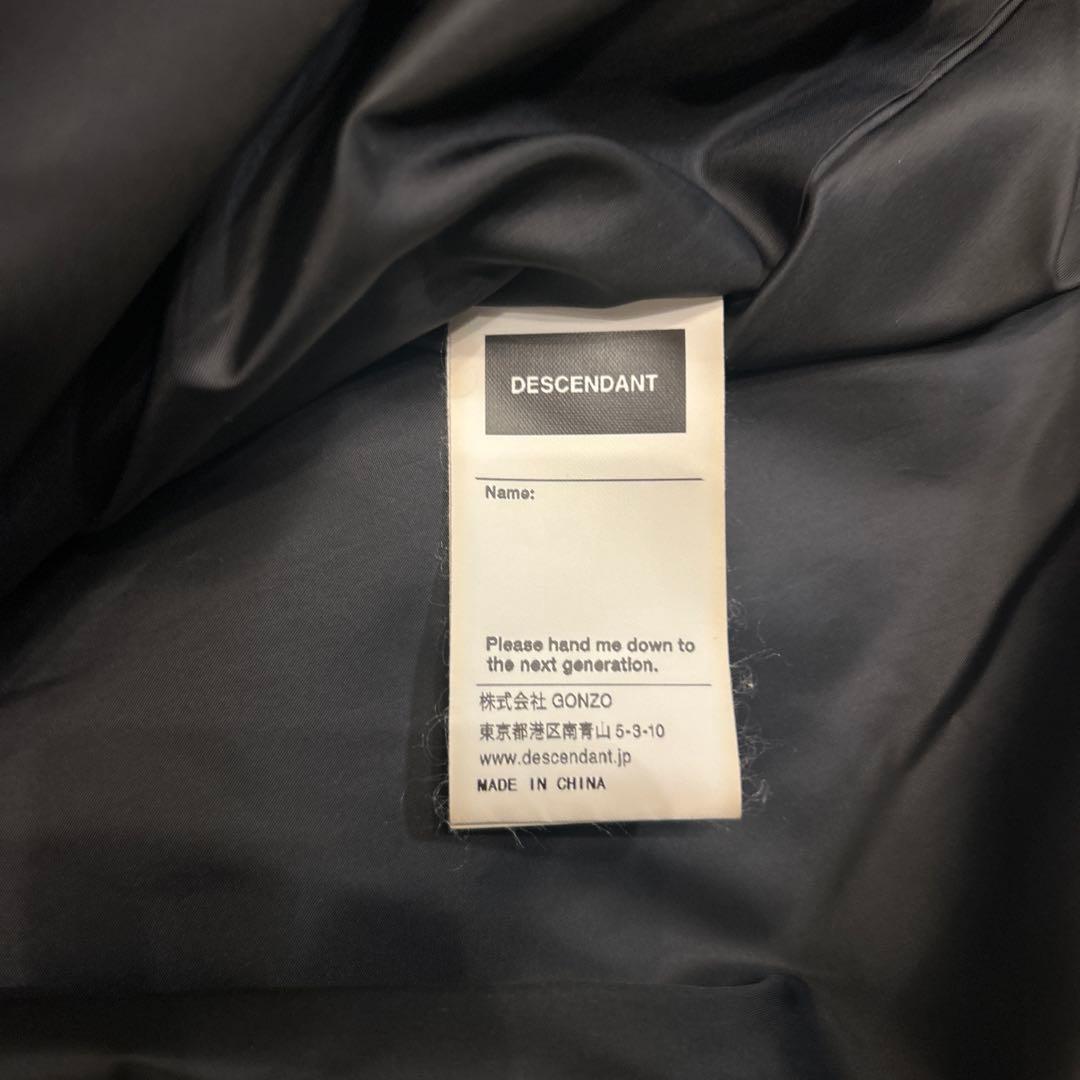 DESCENDANT
Name:
Please hand me down to
the next generation.
株式会社 GONZO
東京都港区南青山 5-3-10
www.descendant.jp
MADE IN CHINA